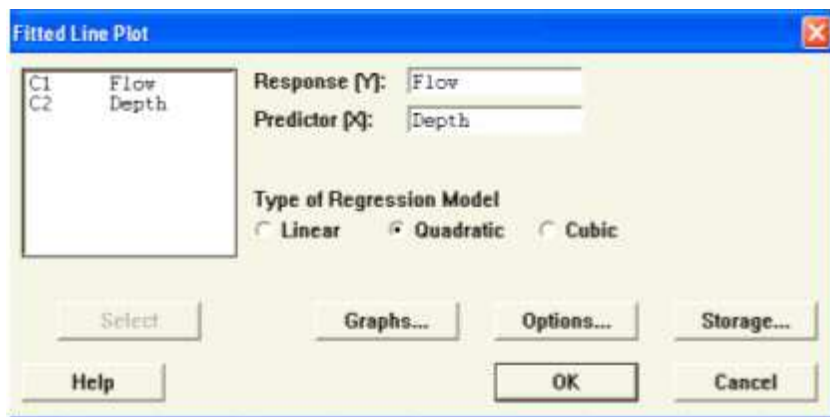 Fitted Line Plot
C1 Flow
C2 Depth
Response (Y): Flow
Predictor (X): Depth
Type of Regression Model
Linear Quadratic Cubic
Select Graphs... Options... Storage...
Help OK Cancel